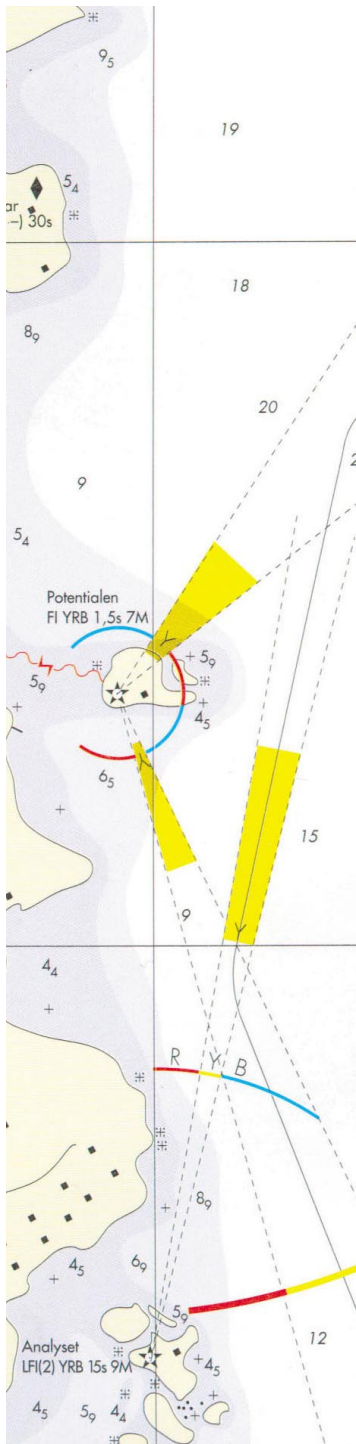 9₅
19
5₄
ar
–) 30s
18
8₉
20
9
2
5₄
Potentialen
Fl YRB 1,5s 7M
Y
5₉
5₉
4₅
6₅
Y
15
9
Y
4₄
R Y B
8₉
4₅
6₉
5₉
12
Analyset
LFl(2) YRB 15s 9M
4₅
4₅
5₉
4₄